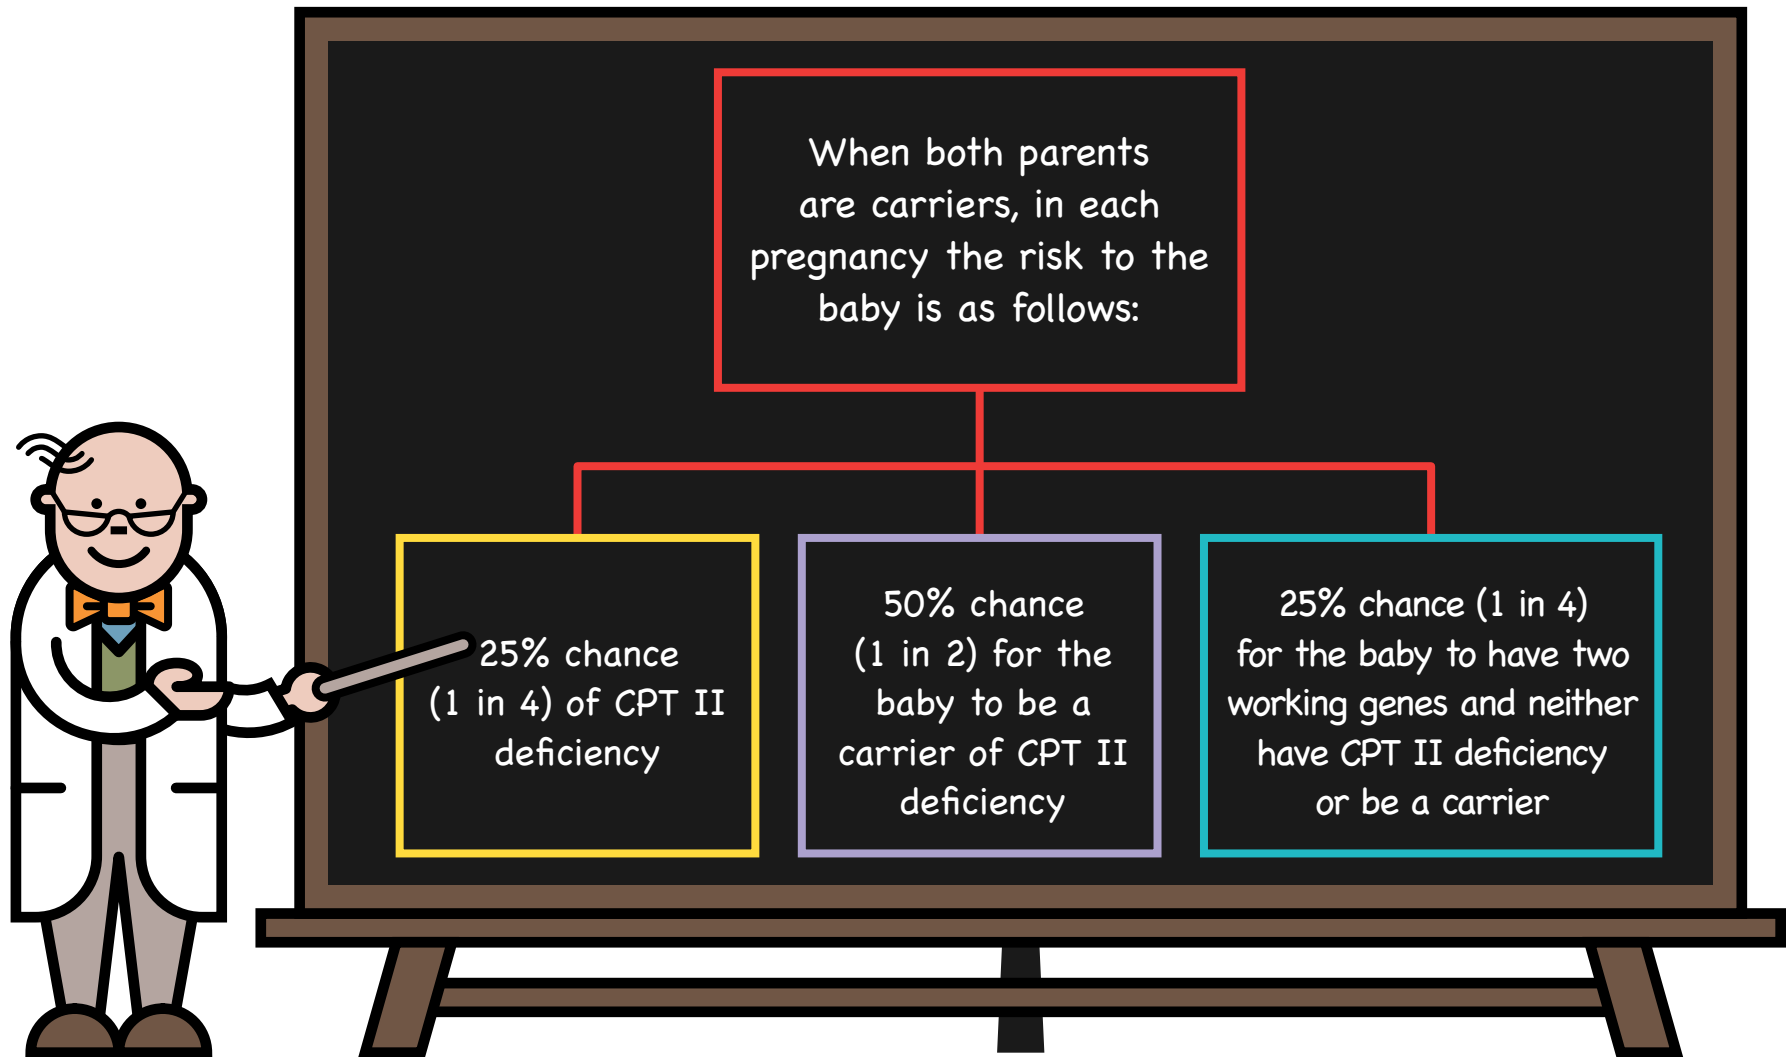 When both parents
are carriers, in each
pregnancy the risk to the
baby is as follows:
25% chance
(1 in 4) of CPT II
deficiency
50% chance
(1 in 2) for the
baby to be a
carrier of CPT II
deficiency
25% chance (1 in 4)
for the baby to have two
working genes and neither
have CPT II deficiency
or be a carrier